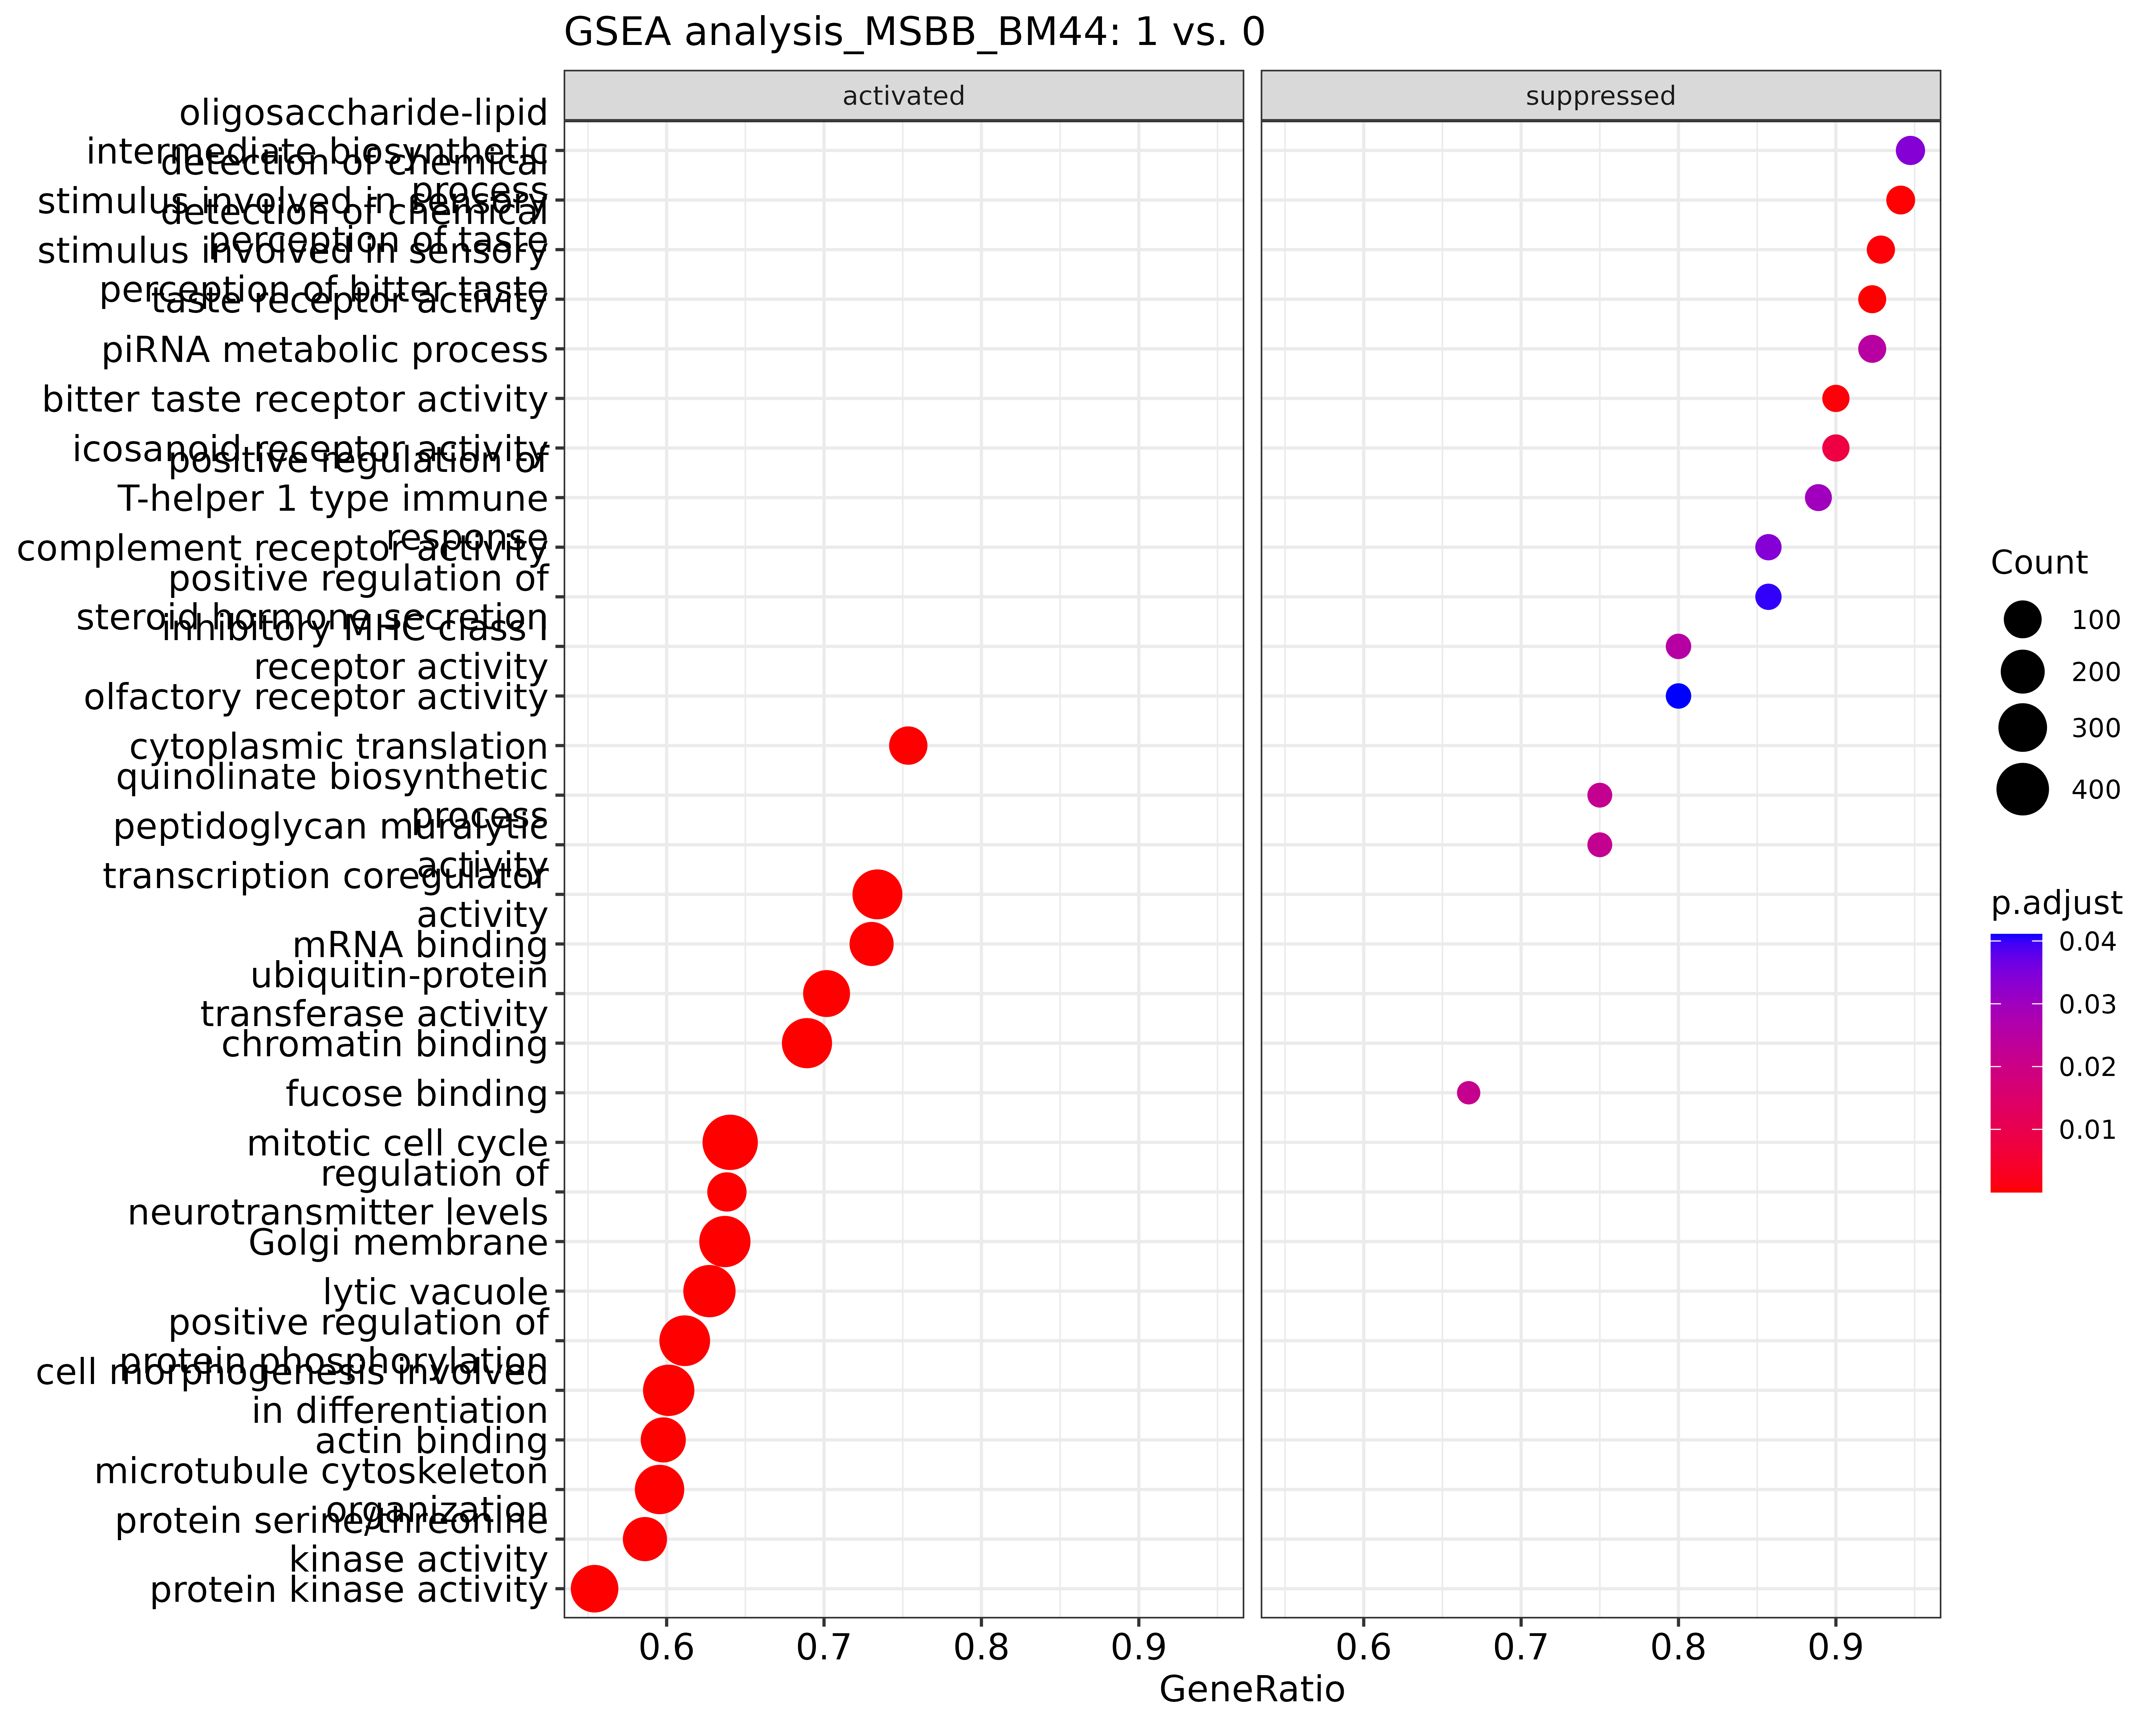 GSEA analysis_MSBB_BM44: 1 vs. 0
activated
suppressed
oligosaccharide-lipid
intermediate biosynthetic
process
detection of chemical
stimulus involved in sensory
perception of taste
detection of chemical
stimulus involved in sensory
perception of bitter taste
taste receptor activity
piRNA metabolic process
bitter taste receptor activity
icosanoid receptor activity
positive regulation of
T-helper 1 type immune
response
complement receptor activity
positive regulation of
steroid hormone secretion
inhibitory MHC class I
receptor activity
olfactory receptor activity
cytoplasmic translation
quinolinate biosynthetic
process
peptidoglycan muralytic
activity
transcription coregulator
activity
mRNA binding
ubiquitin-protein
transferase activity
chromatin binding
fucose binding
mitotic cell cycle
regulation of
neurotransmitter levels
Golgi membrane
lytic vacuole
positive regulation of
protein phosphorylation
cell morphogenesis involved
in differentiation
actin binding
microtubule cytoskeleton
organization
protein serine/threonine
kinase activity
protein kinase activity
0.6 0.7 0.8 0.9
0.6 0.7 0.8 0.9
GeneRatio
Count
100
200
300
400
p.adjust
0.04
0.03
0.02
0.01